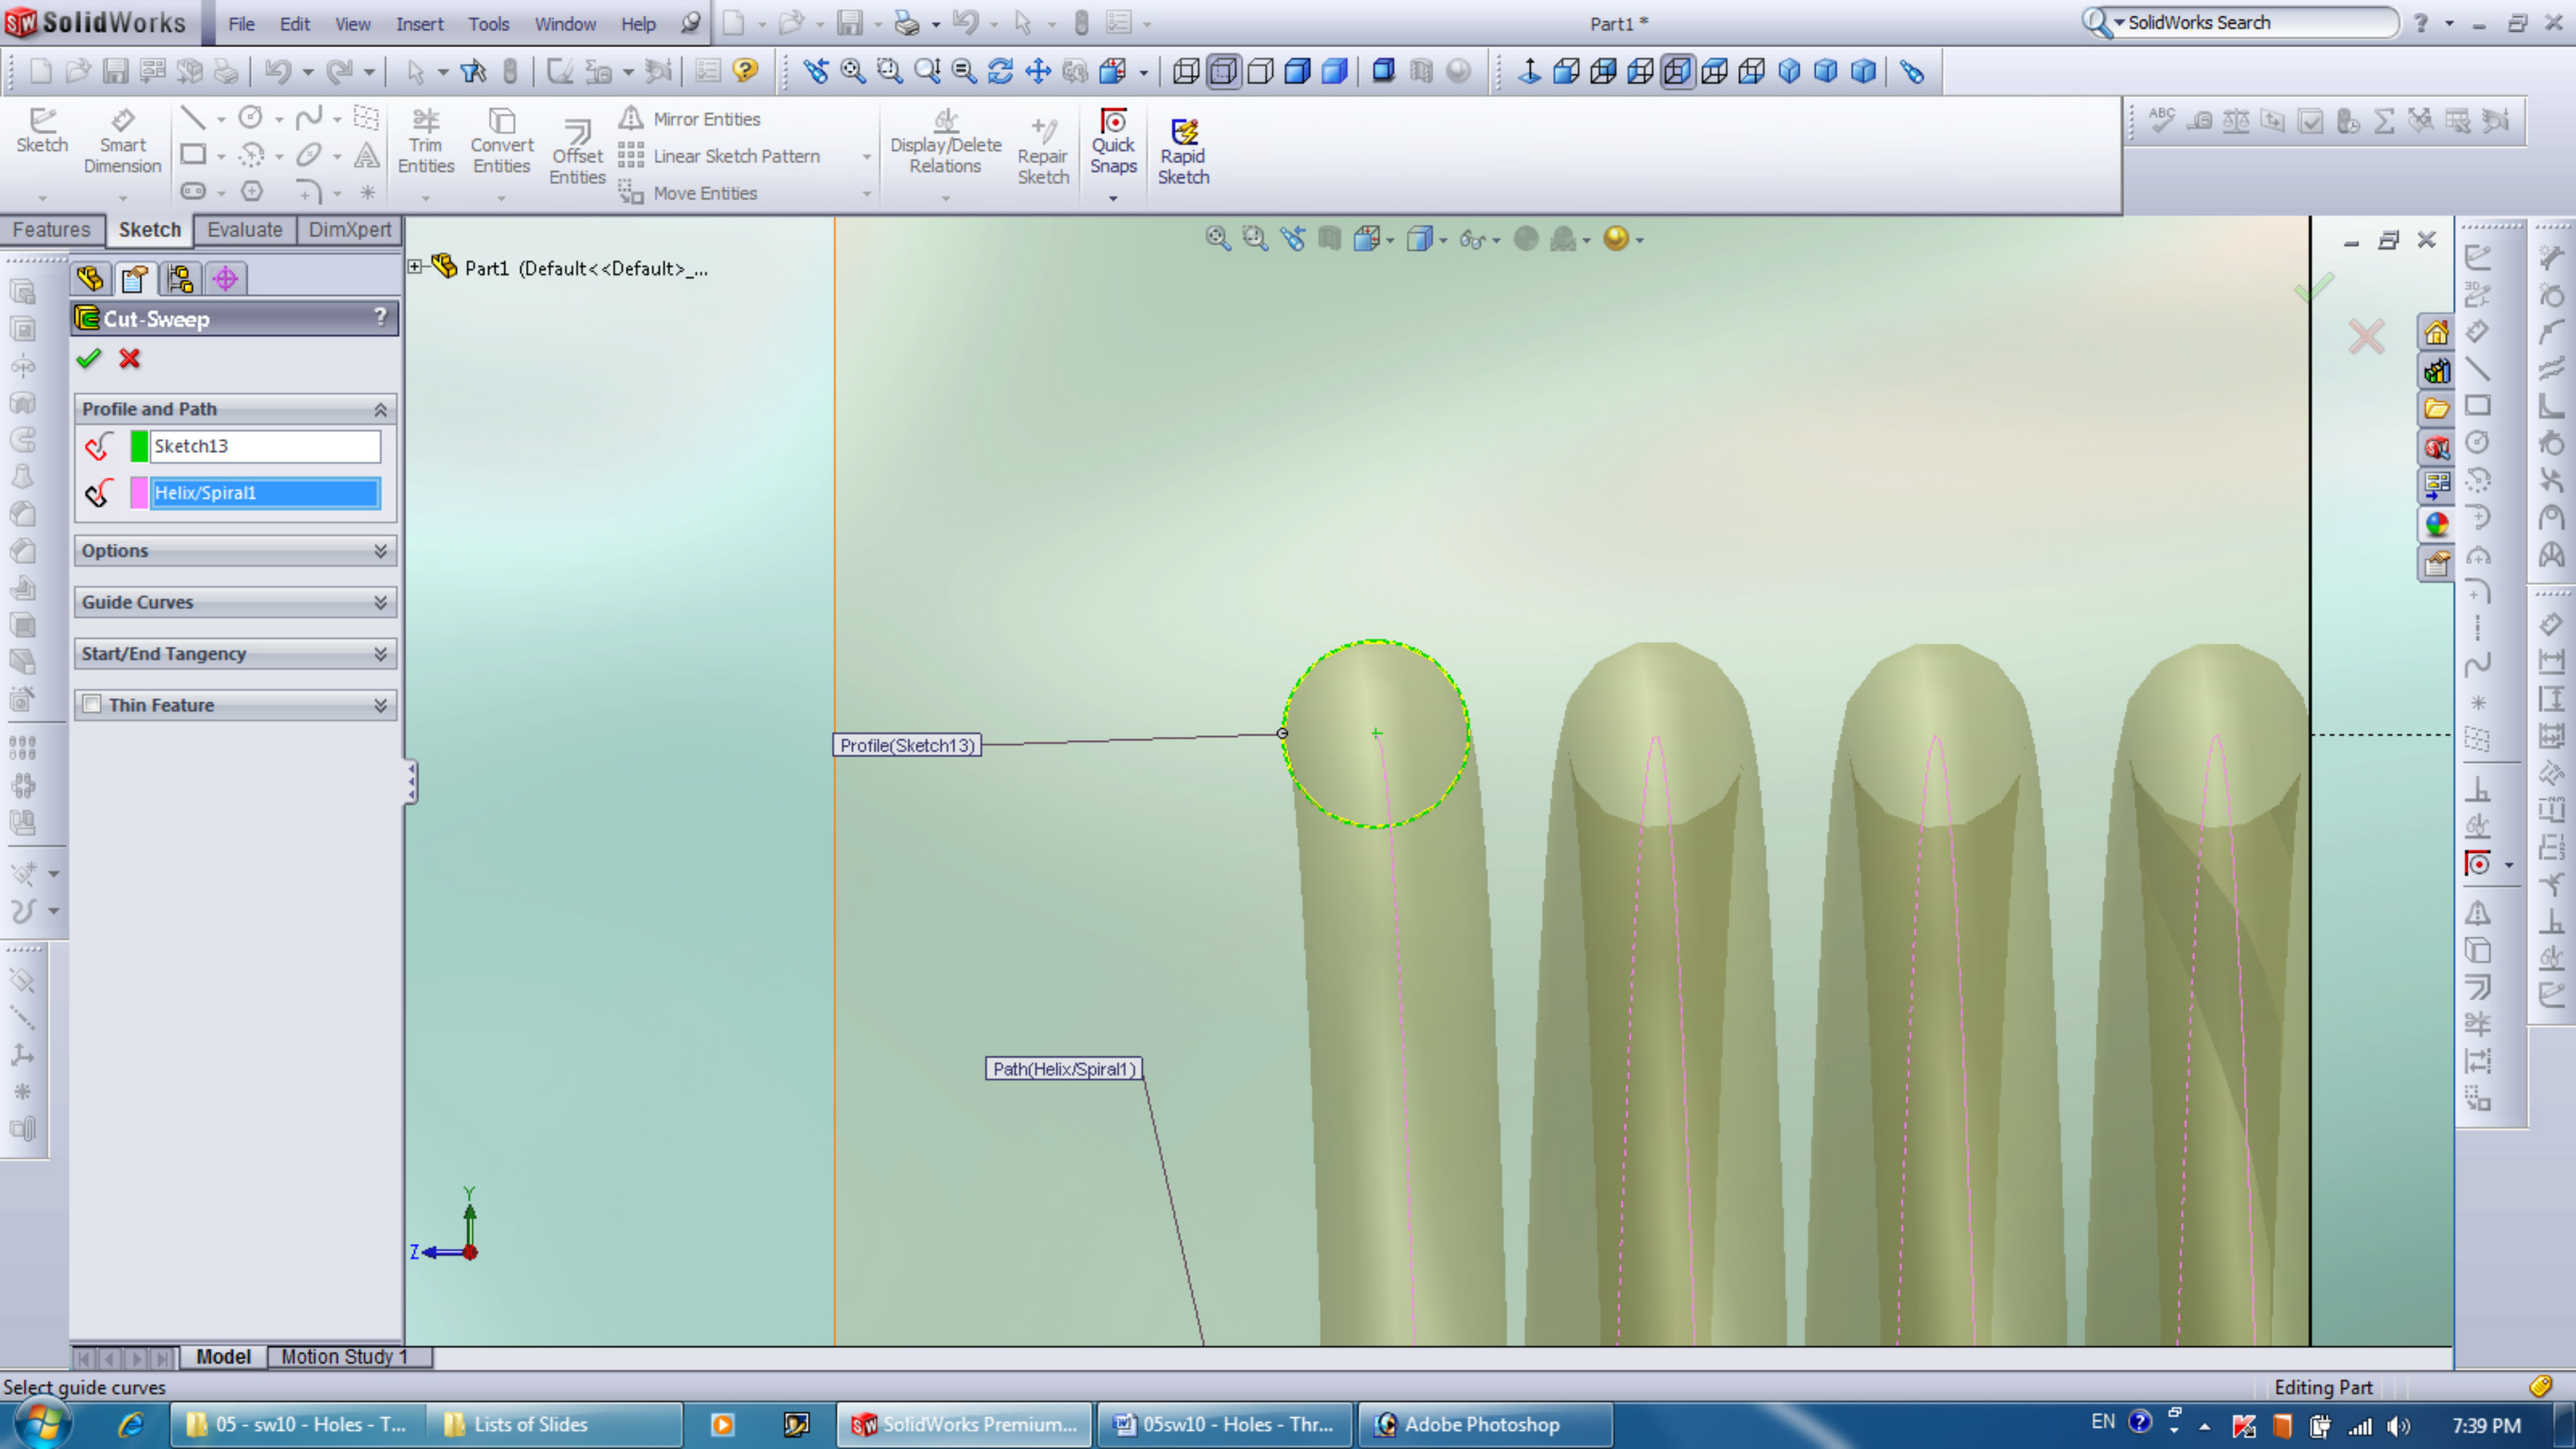 SolidWorks File Edit View Insert Tools Window Help Part1 * SolidWorks Search ?
Sketch Smart Dimension Trim Entities Convert Entities Offset Entities Mirror Entities Linear Sketch Pattern Move Entities Display/Delete Relations Repair Sketch Quick Snaps Rapid Sketch ABC
Features Sketch Evaluate DimXpert
Part1 (Default<<Default>_...
Cut-Sweep ?
Profile and Path
Sketch13
Helix/Spiral1
Options
Guide Curves
Start/End Tangency
Thin Feature
Profile(Sketch13)
Path(Helix/Spiral1)
Y
Z
Model Motion Study 1
Select guide curves Editing Part
05 - sw10 - Holes - T... Lists of Slides SolidWorks Premium... 05sw10 - Holes - Thr... Adobe Photoshop EN 7:39 PM